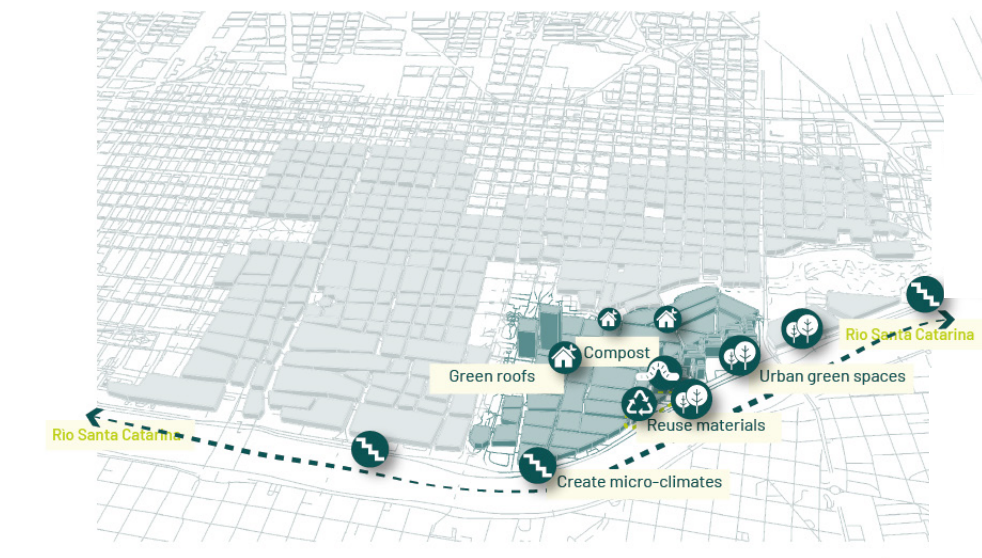 Rio Santa Catarina
Compost
Green roofs
Urban green spaces
Rio Santa Catarina
Reuse materials
Create micro-climates